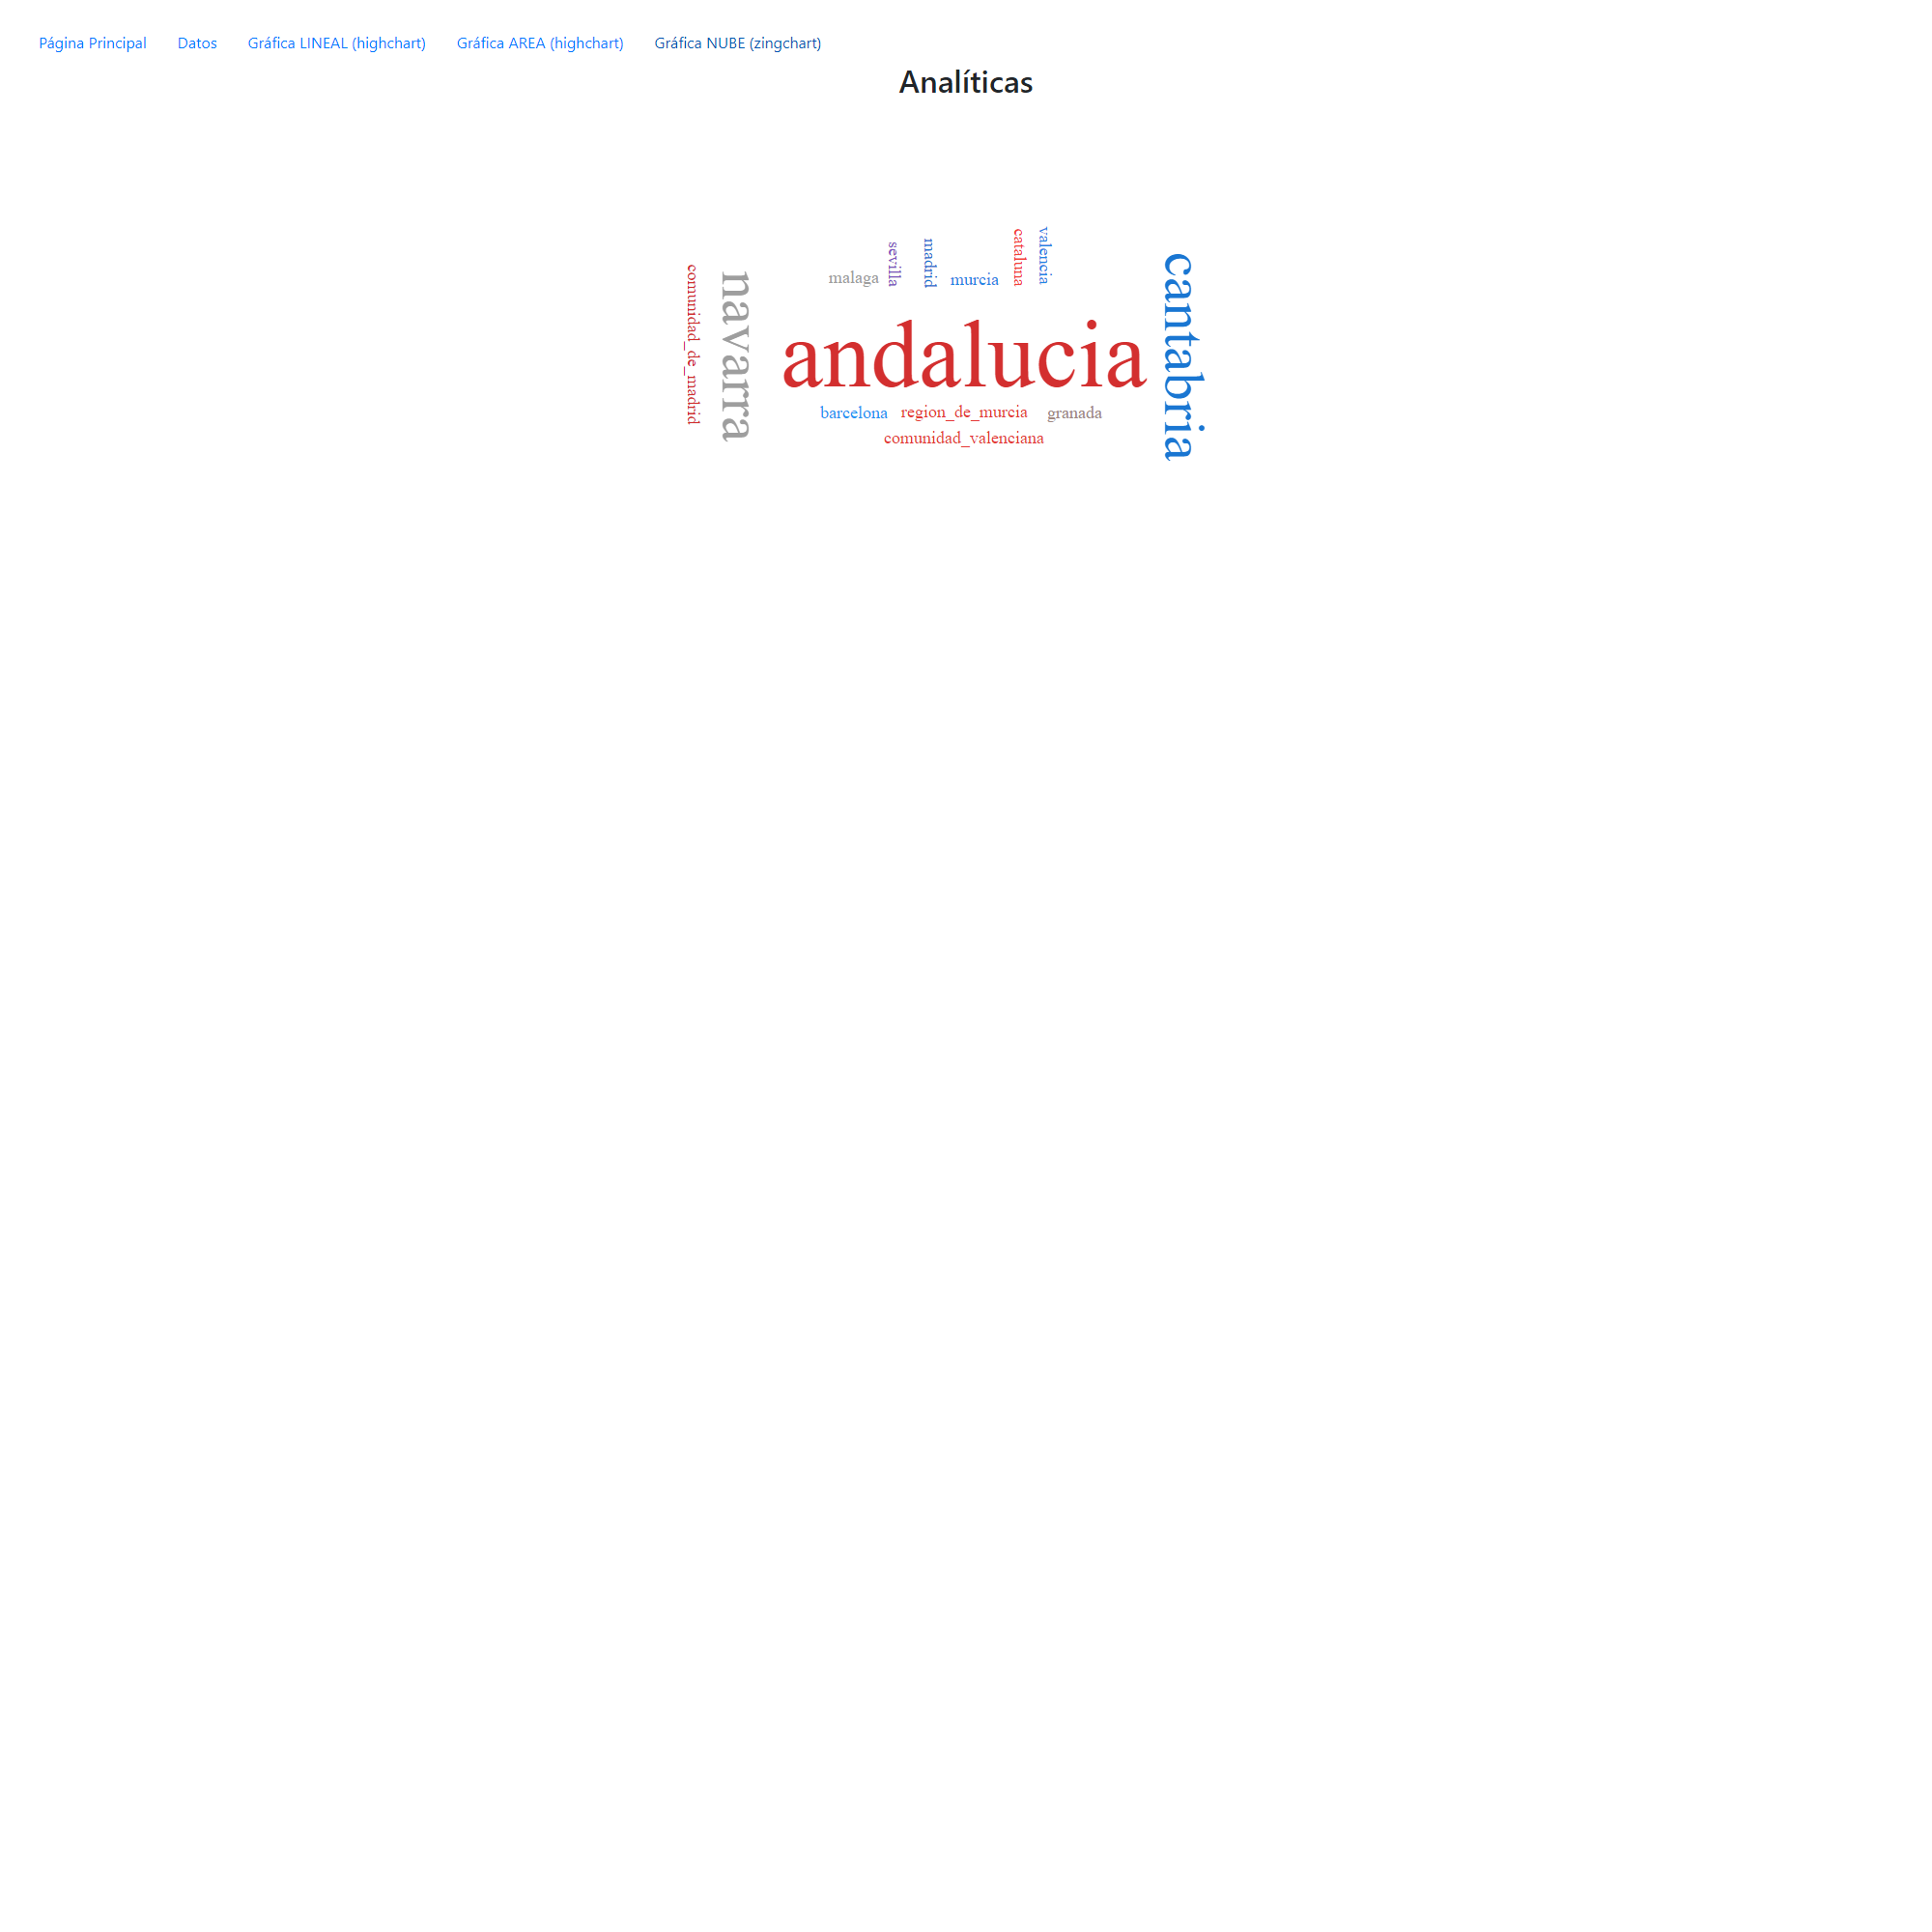 Página Principal Datos Gráfica LINEAL (highchart) Gráfica AREA (highchart) Gráfica NUBE (zingchart)
Analíticas
comunidad_de_madrid
navarra
malaga
sevilla
madrid
murcia
cataluna
valencia
cantabria
andalucia
barcelona region_de_murcia granada
comunidad_valenciana